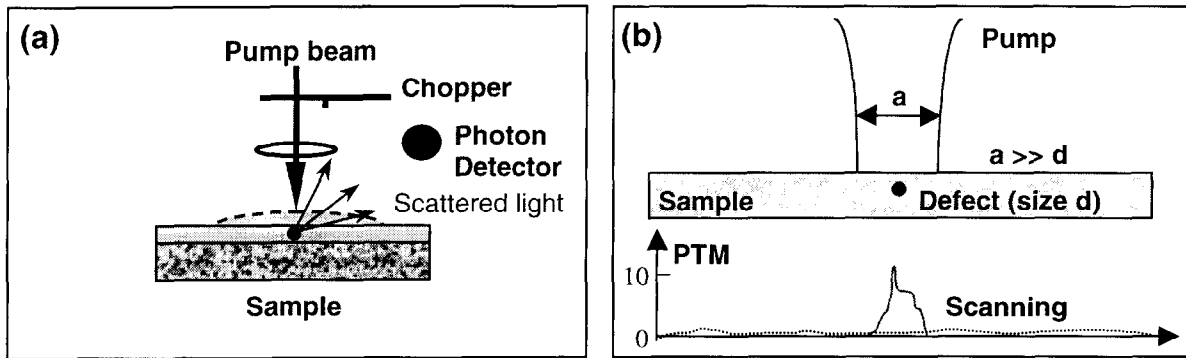 (a)
Pump beam
Chopper
Photon
Detector
Scattered light
Sample
(b)
Pump
a
a >> d
Sample
Defect (size d)
PTM
10
Scanning
0